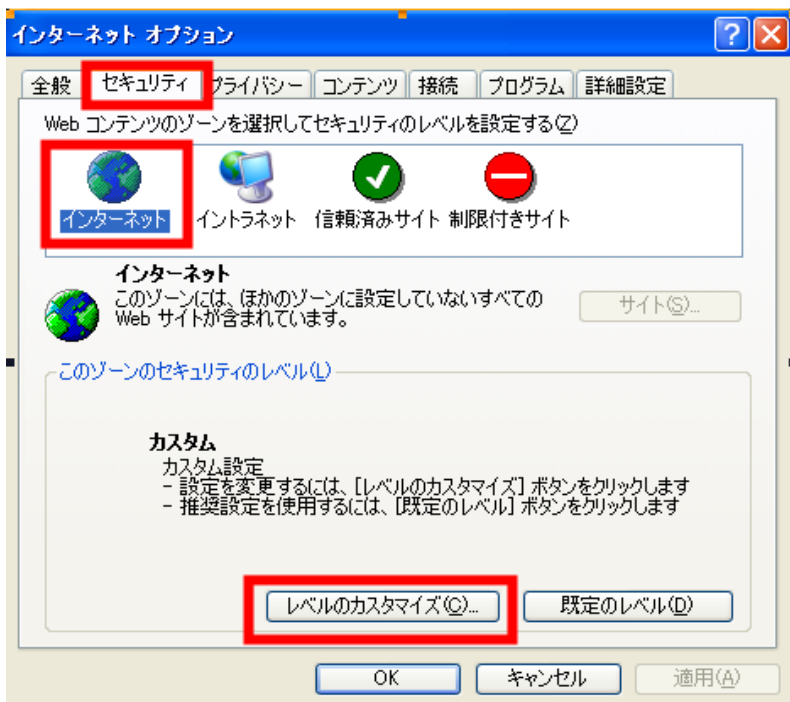 インターネット オプション
全般 セキュリティ プライバシー コンテンツ 接続 プログラム 詳細設定
Web コンテンツのゾーンを選択してセキュリティのレベルを設定する(Z)
インターネット イントラネット 信頼済みサイト 制限付きサイト
インターネット
このゾーンには、ほかのゾーンに設定していないすべての
Web サイトが含まれています。
サイト(S)...
このゾーンのセキュリティのレベル(L)
カスタム
カスタム設定
- 設定を変更するには、[レベルのカスタマイズ] ボタンをクリックします
- 推奨設定を使用するには、[既定のレベル] ボタンをクリックします
レベルのカスタマイズ(C)... 既定のレベル(D)
OK キャンセル 適用(A)